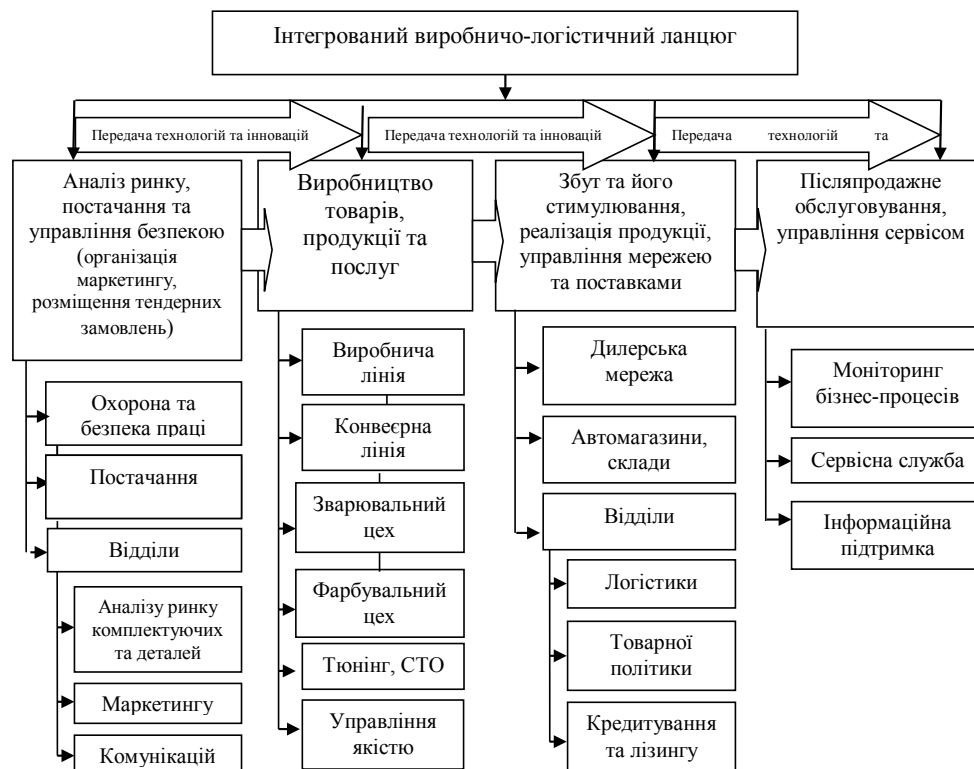 Інтегрований виробничо-логістичний ланцюг
Передача технологій та інновацій
Передача технологій та інновацій
Передача технологій та
Аналіз ринку,
постачання та
управління безпекою
(організація
маркетингу,
розміщення тендерних
замовлень)
Охорона та
безпека праці
Постачання
Відділи
Аналізу ринку
комплектуючих
та деталей
Маркетингу
Комунікацій
Виробництво
товарів,
продукції та
послуг
Виробнича
лінія
Конвеєрна
лінія
Зварювальний
цех
Фарбувальний
цех
Тюнінг, СТО
Управління
якістю
Збут та його
стимулювання,
реалізація продукції,
управління мережею
та поставками
Дилерська
мережа
Автомагазини,
склади
Відділи
Логістики
Товарної
політики
Кредитування
та лізингу
Післяпродажне
обслуговування,
управління сервісом
Моніторинг
бізнес-процесів
Сервісна служба
Інформаційна
підтримка